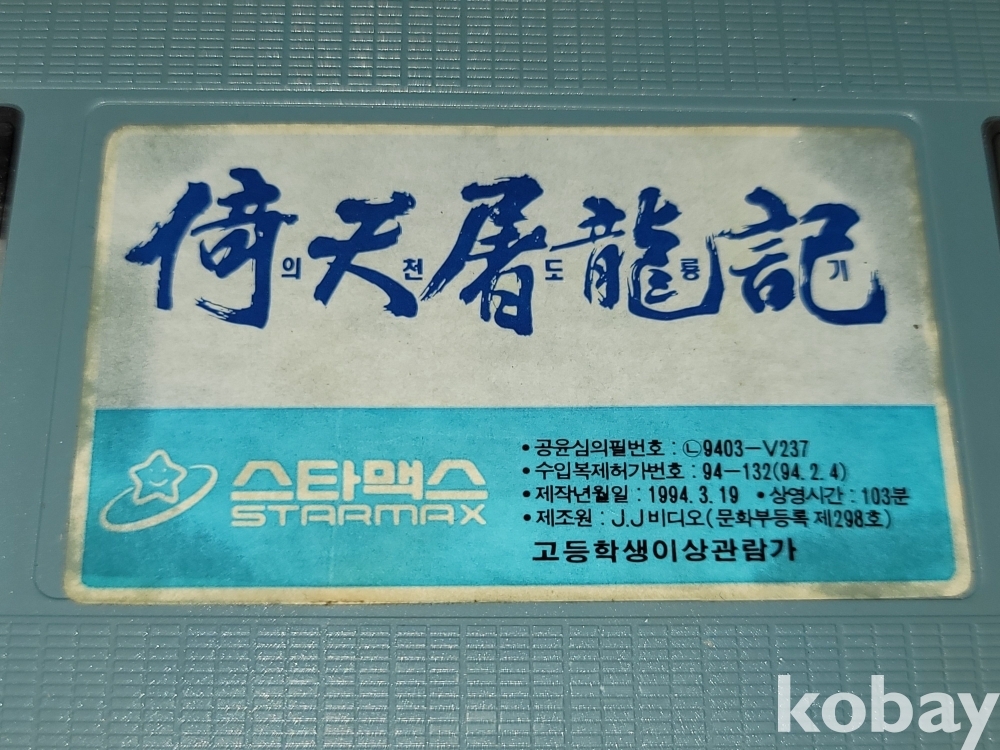 倚天屠龍記
의천도룡기
스타맥스
STARMAX
• 공윤심의필번호 : ㉡9403-V237
• 수입복제허가번호 : 94-132(94.2.4)
• 제작년월일 : 1994.3.19 • 상영시간 : 103분
• 제조원 : J.J비디오(문화부등록 제298호)
고등학생이상관람가
kobay